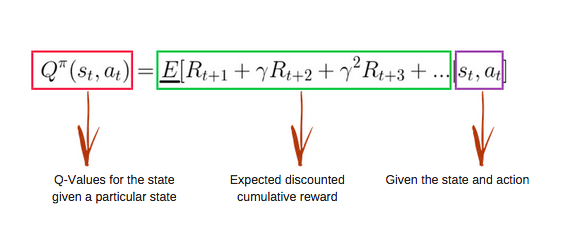 Q^π(s_t, a_t) = E[R_{t+1} + γR_{t+2} + γ^2R_{t+3} + ...|s_t, a_t]
Q-Values for the state
given a particular state
Expected discounted
cumulative reward
Given the state and action